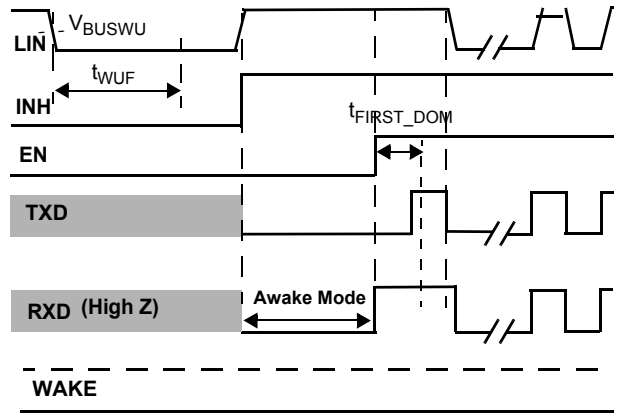 LIN
VBUSWU
tWUF
INH
tFIRST_DOM
EN
TXD
RXD (High Z)
Awake Mode
WAKE